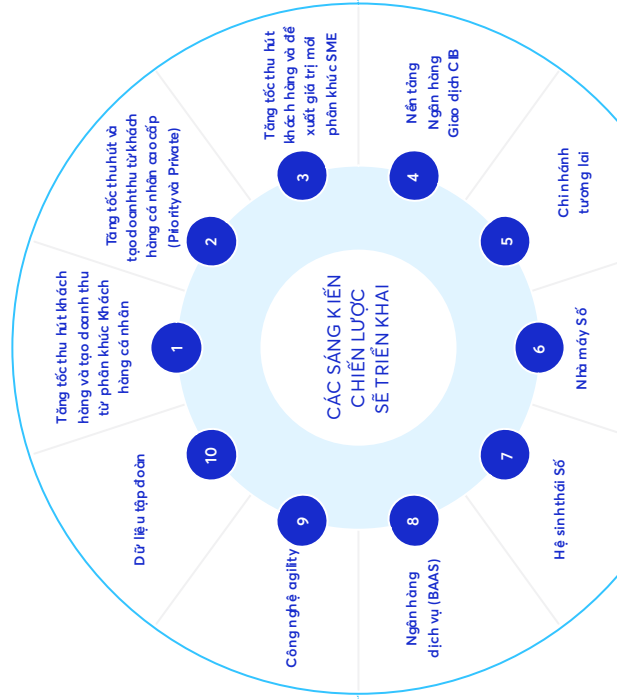 CÁC SÁNG KIẾN
CHIẾN LƯỢC
SẼ TRIỂN KHAI
1
Tăng tốc thu hút khách
hàng và tạo doanh thu
từ phân khúc Khách
hàng cá nhân
2
Tăng tốc thu hút và
tạo doanh thu từ khách
hàng cá nhân cao cấp
(Priority và Private)
3
Tăng tốc thu hút
khách hàng và đề
xuất giá trị mới
phân khúc SME
4
Nền tảng
Ngân hàng
Giao dịch CIB
5
Chi nhánh
tương lai
6
Nhà máy Số
7
Hệ sinh thái Số
8
Ngân hàng
dịch vụ (BAAS)
9
Công nghệ agility
10
Dữ liệu tập đoàn